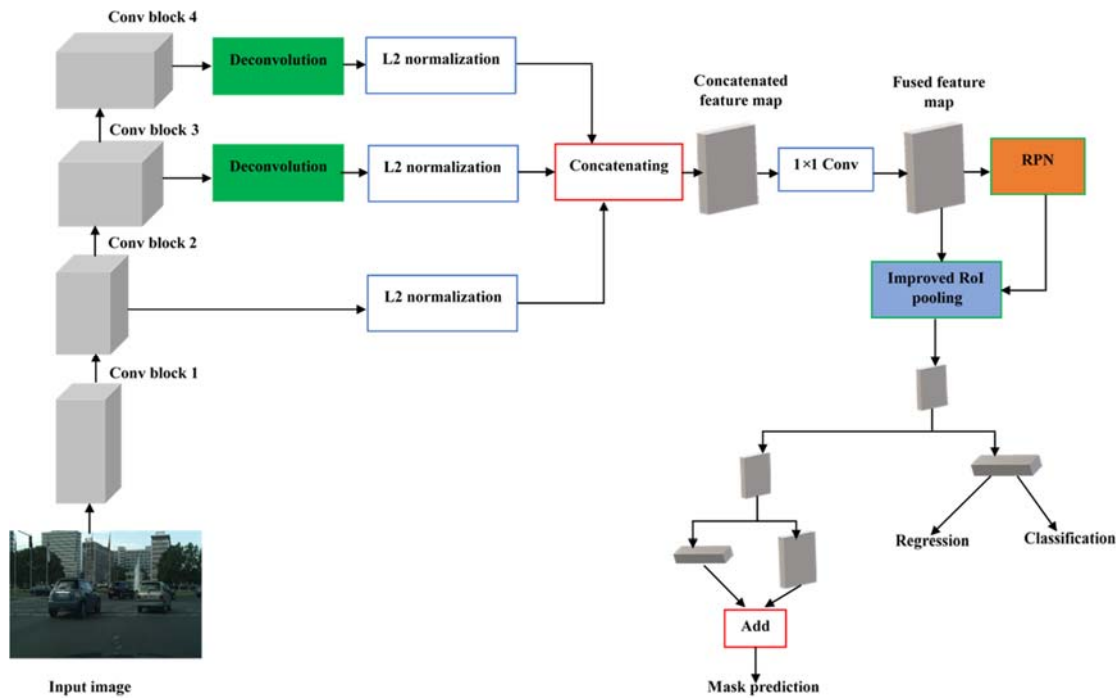 Conv block 4
Deconvolution
L2 normalization
Concatenated
feature map
Fused feature
map
Conv block 3
Deconvolution
L2 normalization
Concatenating
1×1 Conv
RPN
Conv block 2
L2 normalization
Improved RoI
pooling
Conv block 1
Regression
Classification
Add
Input image
Mask prediction